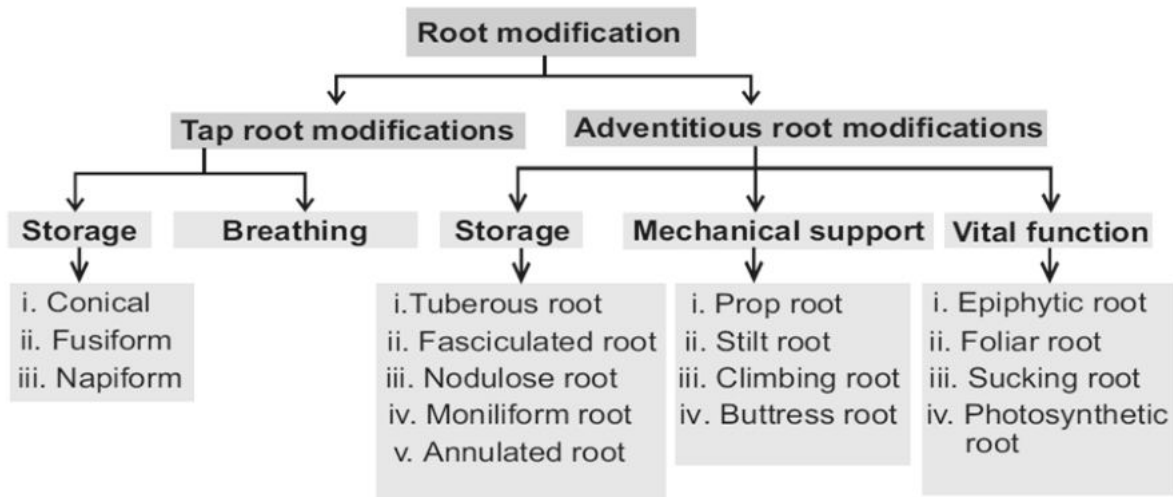 Root modification
Tap root modifications
Adventitious root modifications
Storage
Breathing
Storage
Mechanical support
Vital function
i. Conical
ii. Fusiform
iii. Napiform
i.Tuberous root
ii. Fasciculated root
iii. Nodulose root
iv. Moniliform root
v. Annulated root
i. Prop root
ii. Stilt root
iii. Climbing root
iv. Buttress root
i. Epiphytic root
ii. Foliar root
iii. Sucking root
iv. Photosynthetic
root